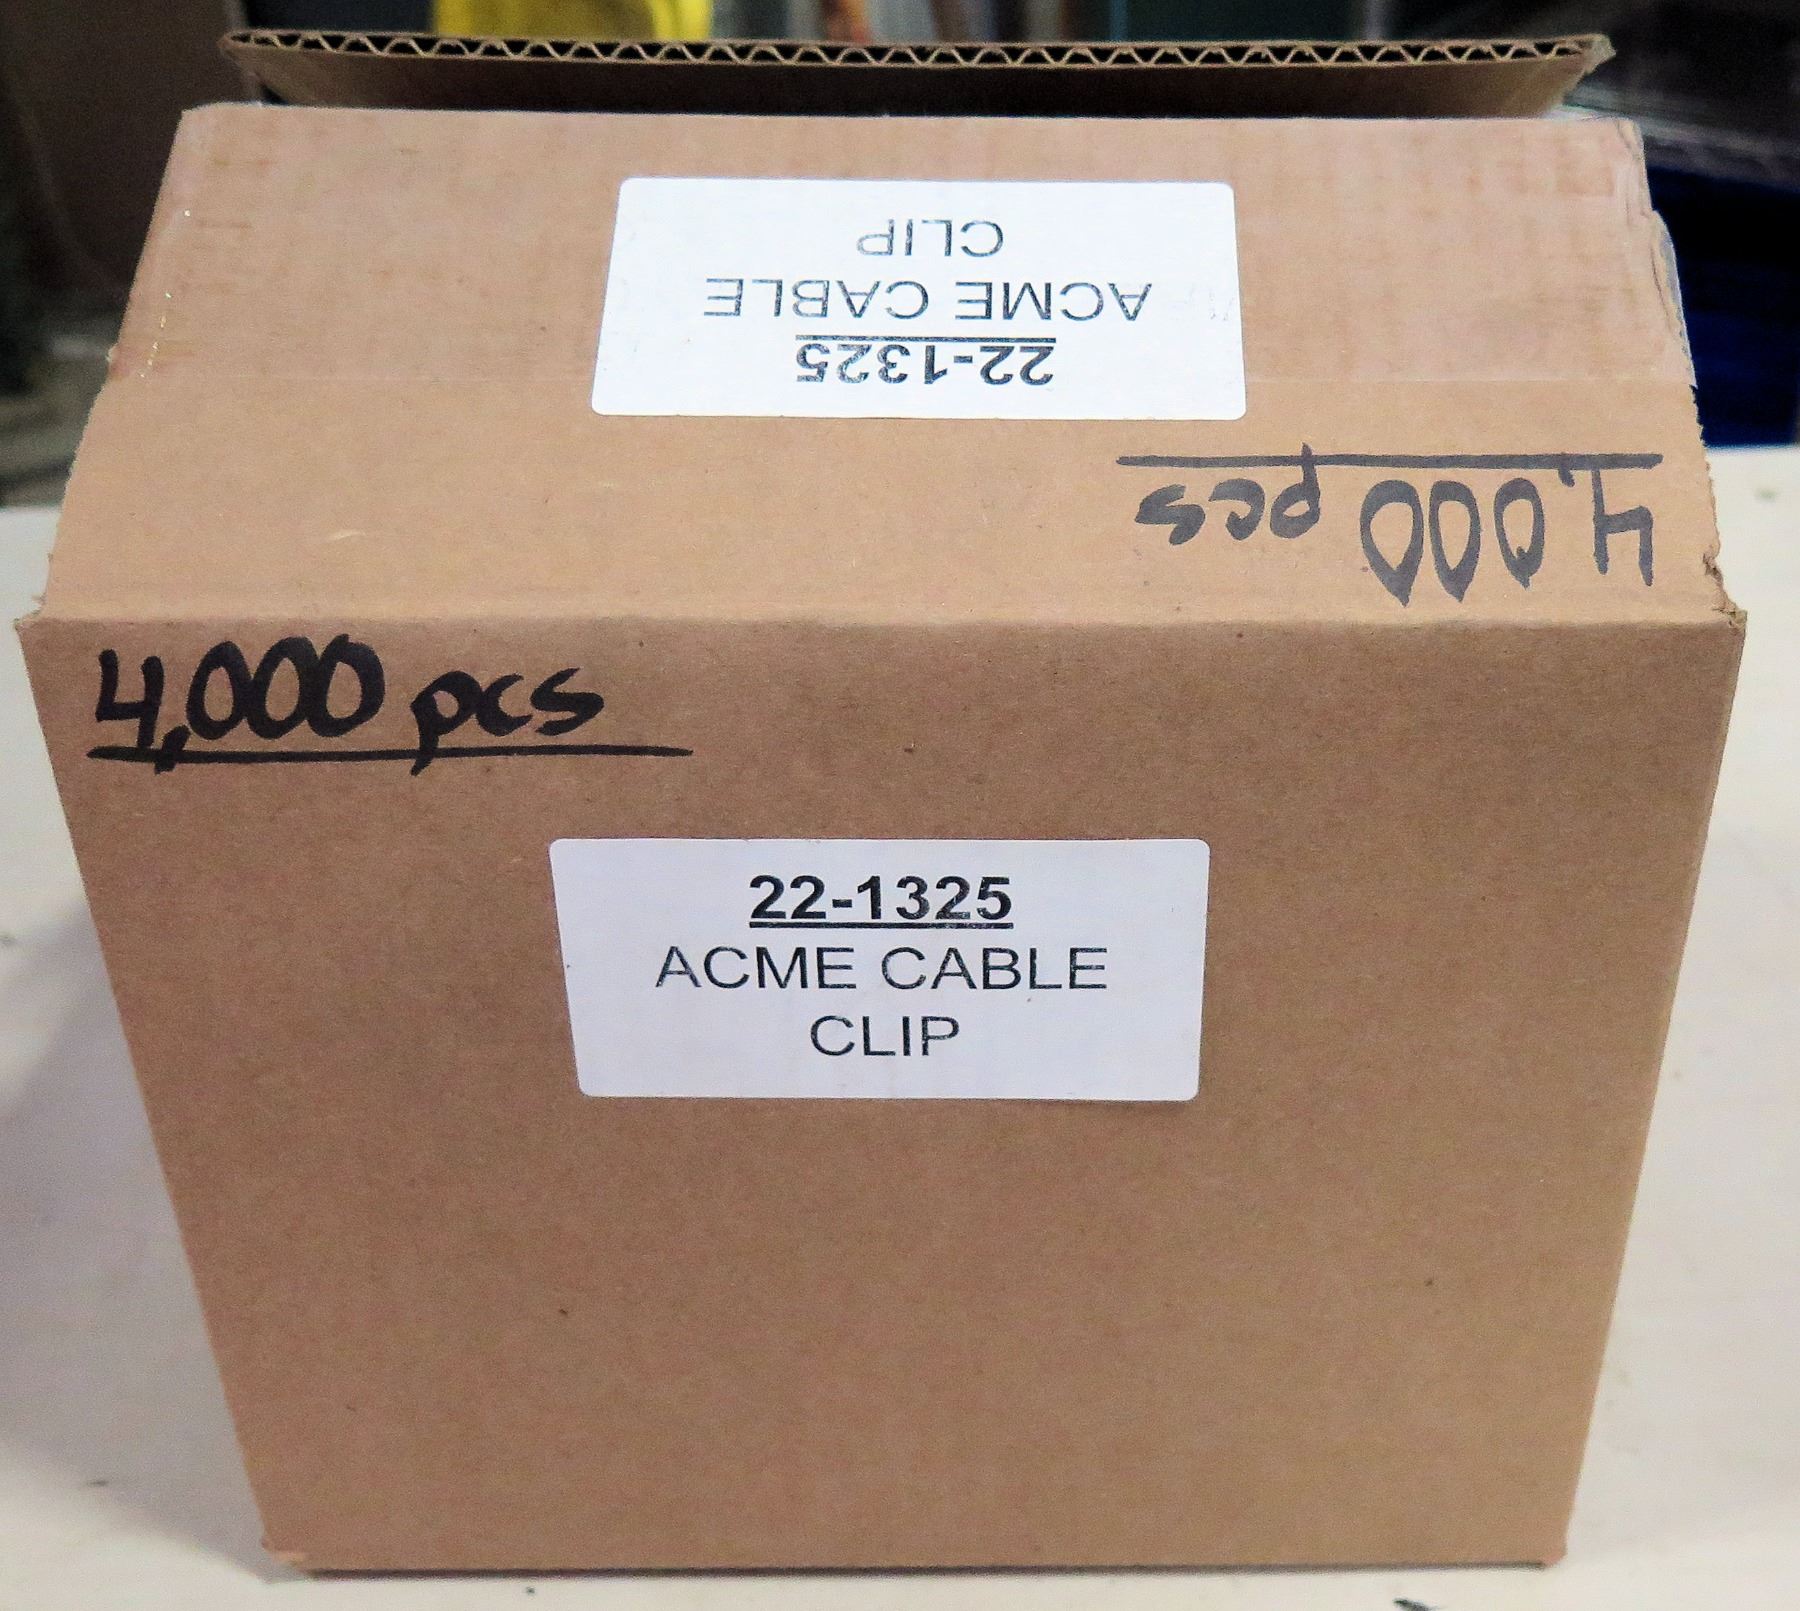 CLIP
ACME CABLE
22-1325
4,000 pcs
4,000 pcs
22-1325
ACME CABLE
CLIP